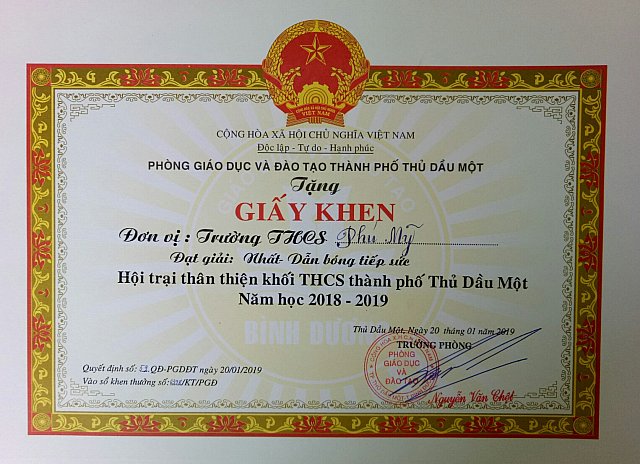 CỘNG HÒA XÃ HỘI CHỦ NGHĨA VIỆT NAM
Độc lập - Tự do - Hạnh phúc
PHÒNG GIÁO DỤC VÀ ĐÀO TẠO THÀNH PHỐ THỦ DẦU MỘT
Tặng
GIẤY KHEN
Đơn vị : Trường THCS Phú Mỹ
Đạt giải: Nhất- Dẫn bóng tiếp sức
Hội trại thân thiện khối THCS thành phố Thủ Dầu Một
Năm học 2018 - 2019
BÌNH DƯƠNG
Thủ Dầu Một, Ngày 20 tháng 01 năm 2019
TRƯỞNG PHÒNG
PHÒNG
GIÁO DỤC
VÀ
ĐÀO TẠO
Quyết định số: QĐ-PGDĐT ngày 20/01/2019
Vào sổ khen thưởng số: /KT/PGD
Nguyễn Văn Chệt